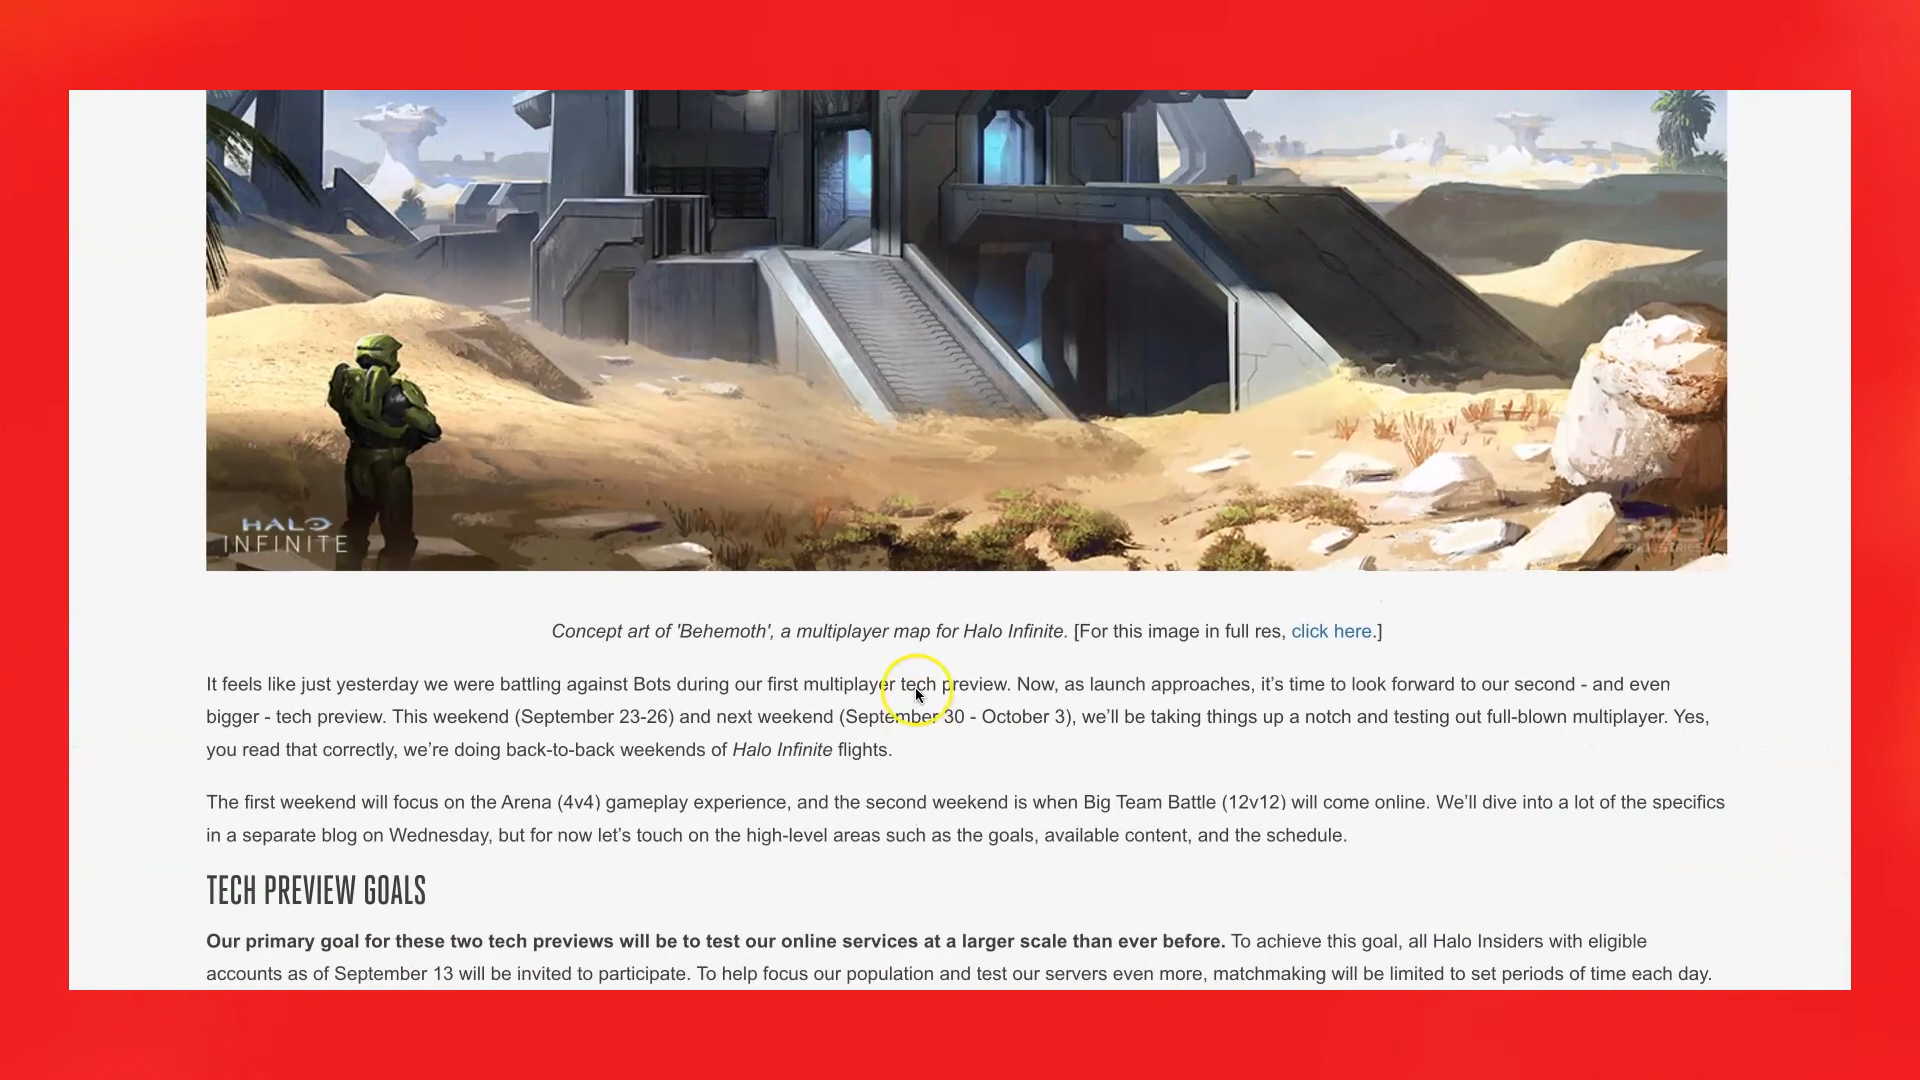 HALO
INFINITE
343
INDUSTRIES
Concept art of 'Behemoth', a multiplayer map for Halo Infinite. [For this image in full res, click here.]
It feels like just yesterday we were battling against Bots during our first multiplayer tech preview. Now, as launch approaches, it’s time to look forward to our second - and even
bigger - tech preview. This weekend (September 23-26) and next weekend (September 30 - October 3), we’ll be taking things up a notch and testing out full-blown multiplayer. Yes,
you read that correctly, we’re doing back-to-back weekends of Halo Infinite flights.
The first weekend will focus on the Arena (4v4) gameplay experience, and the second weekend is when Big Team Battle (12v12) will come online. We’ll dive into a lot of the specifics
in a separate blog on Wednesday, but for now let’s touch on the high-level areas such as the goals, available content, and the schedule.
TECH PREVIEW GOALS
Our primary goal for these two tech previews will be to test our online services at a larger scale than ever before. To achieve this goal, all Halo Insiders with eligible
accounts as of September 13 will be invited to participate. To help focus our population and test our servers even more, matchmaking will be limited to set periods of time each day.